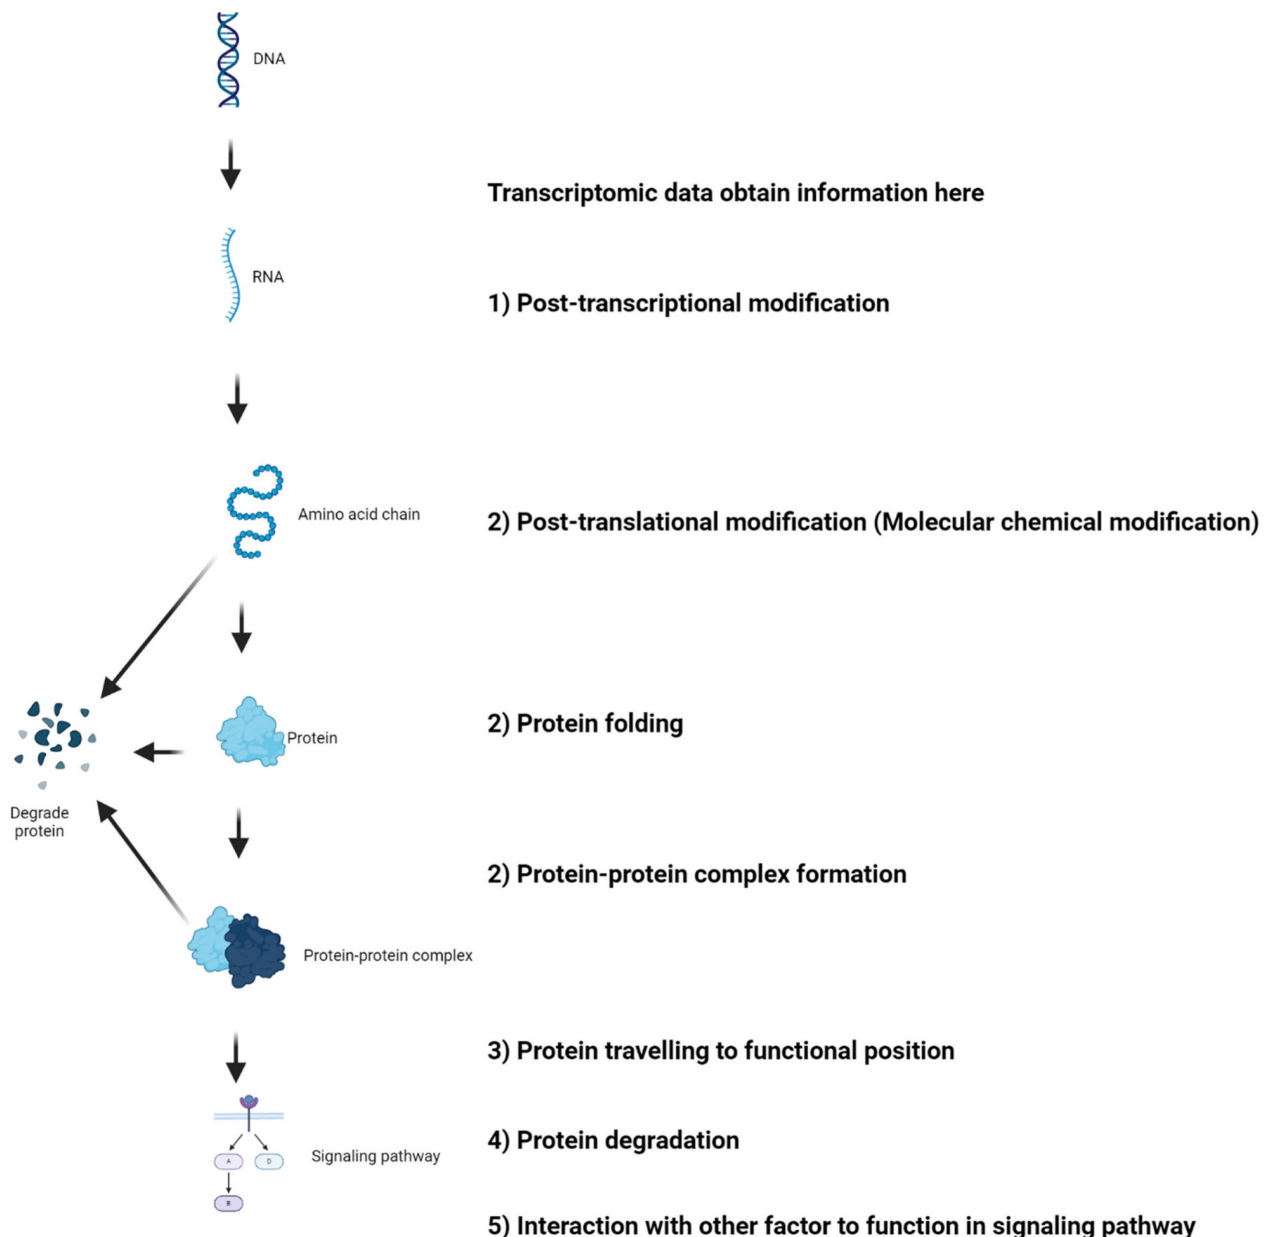 DNA
Transcriptomic data obtain information here
RNA
1) Post-transcriptional modification
Amino acid chain
2) Post-translational modification (Molecular chemical modification)
2) Protein folding
Protein
Degrade
protein
2) Protein-protein complex formation
Protein-protein complex
3) Protein travelling to functional position
4) Protein degradation
Signaling pathway
A
D
B
5) Interaction with other factor to function in signaling pathway